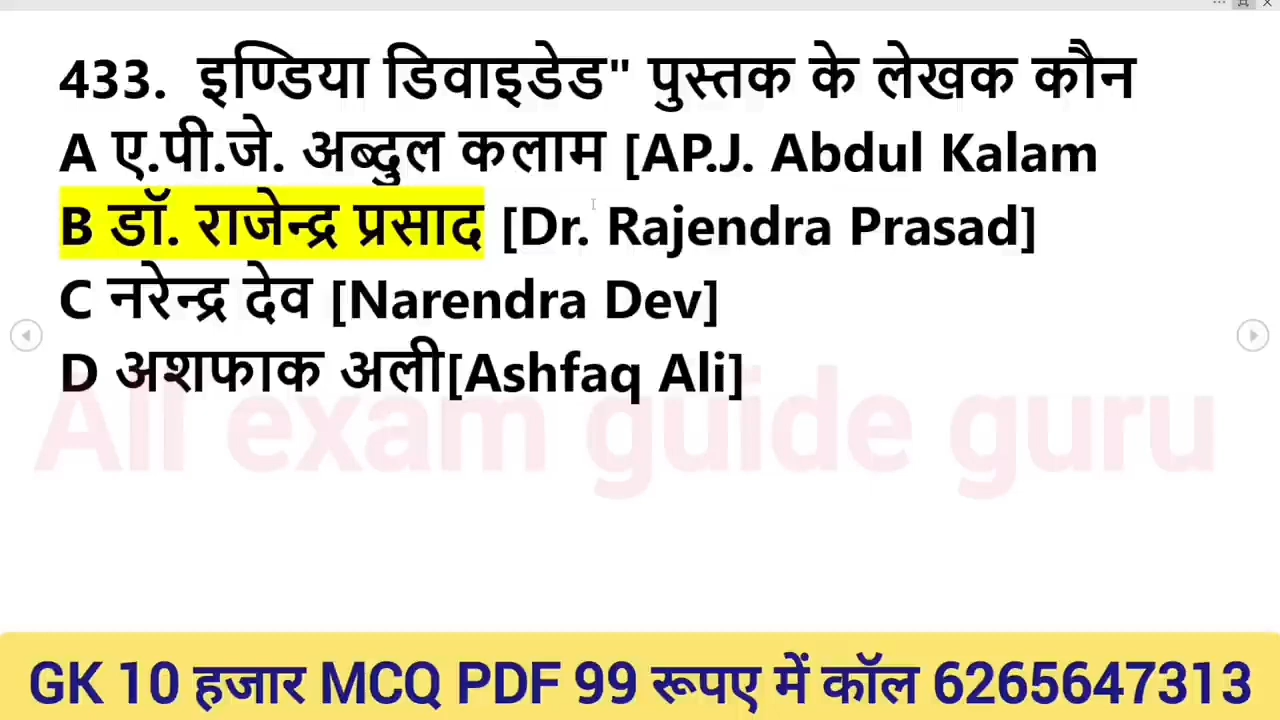 433. इण्डिया डिवाइडेड" पुस्तक के लेखक कौन
A ए.पी.जे. अब्दुल कलाम [AP.J. Abdul Kalam
B डॉ. राजेन्द्र प्रसाद [Dr. Rajendra Prasad]
C नरेन्द्र देव [Narendra Dev]
D अशफाक अली[Ashfaq Ali]
All exam guide guru
GK 10 हजार MCQ PDF 99 रूपए में कॉल 6265647313